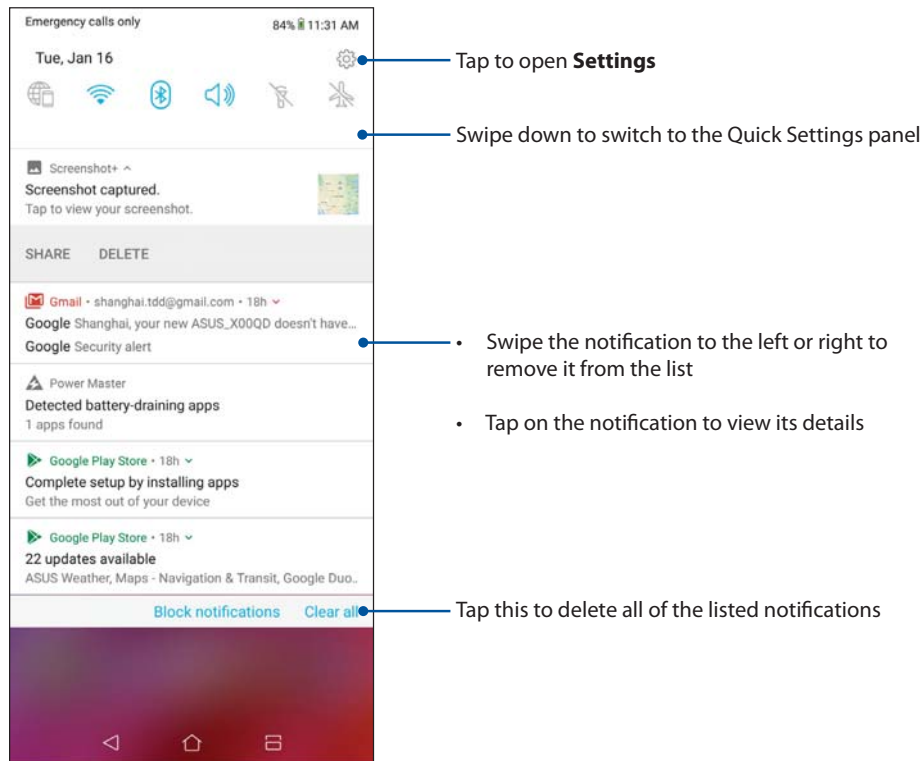 Emergency calls only 84% 11:31 AM
Tue, Jan 16
Tap to open Settings
Swipe down to switch to the Quick Settings panel
Screenshot+
Screenshot captured.
Tap to view your screenshot.
SHARE DELETE
Gmail • shanghai.tdd@gmail.com • 18h
Google Shanghai, your new ASUS_X00QD doesn't have...
Google Security alert
• Swipe the notification to the left or right to
remove it from the list
• Tap on the notification to view its details
Power Master
Detected battery-draining apps
1 apps found
Google Play Store • 18h
Complete setup by installing apps
Get the most out of your device
Google Play Store • 18h
22 updates available
ASUS Weather, Maps - Navigation & Transit, Google Duo..
Block notifications Clear all
Tap this to delete all of the listed notifications